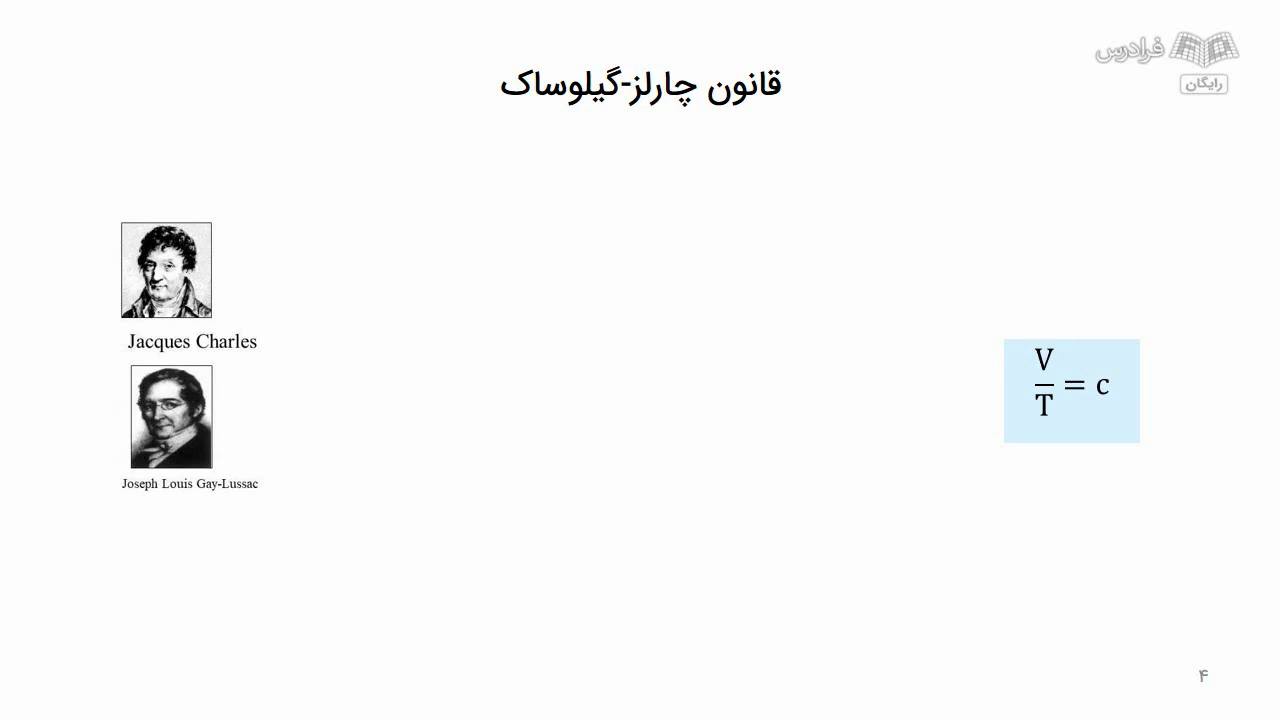 فرادرس
رایگان
قانون چارلز-گیلوساک
Jacques Charles
Joseph Louis Gay-Lussac
V
T
= c
۴